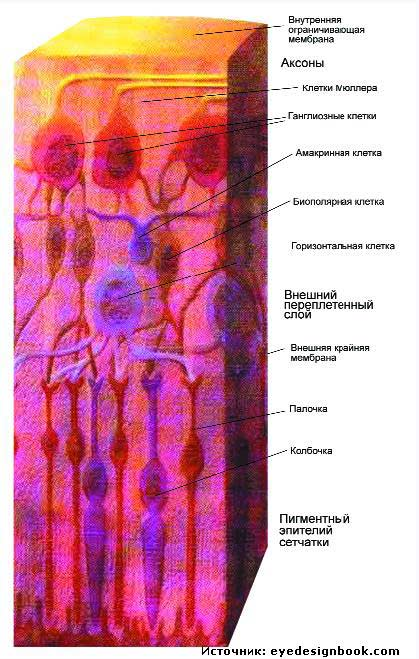 Внутренняя
ограничивающая
мембрана
Аксоны
Клетки Мюллера
Ганглиозные клетки
Амакринная клетка
Биополярная клетка
Горизонтальная клетка
Внешний
переплетенный
слой
Внешняя крайняя
мембрана
Палочка
Колбочка
Пигментный
эпителий
сетчатки
Источник: eyedesignbook.com